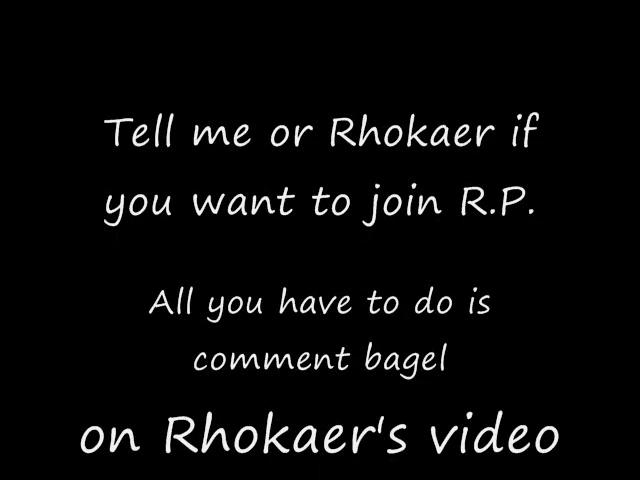 Tell me or Rhokaer if
you want to join R.P.
All you have to do is
comment bagel
on Rhokaer's video